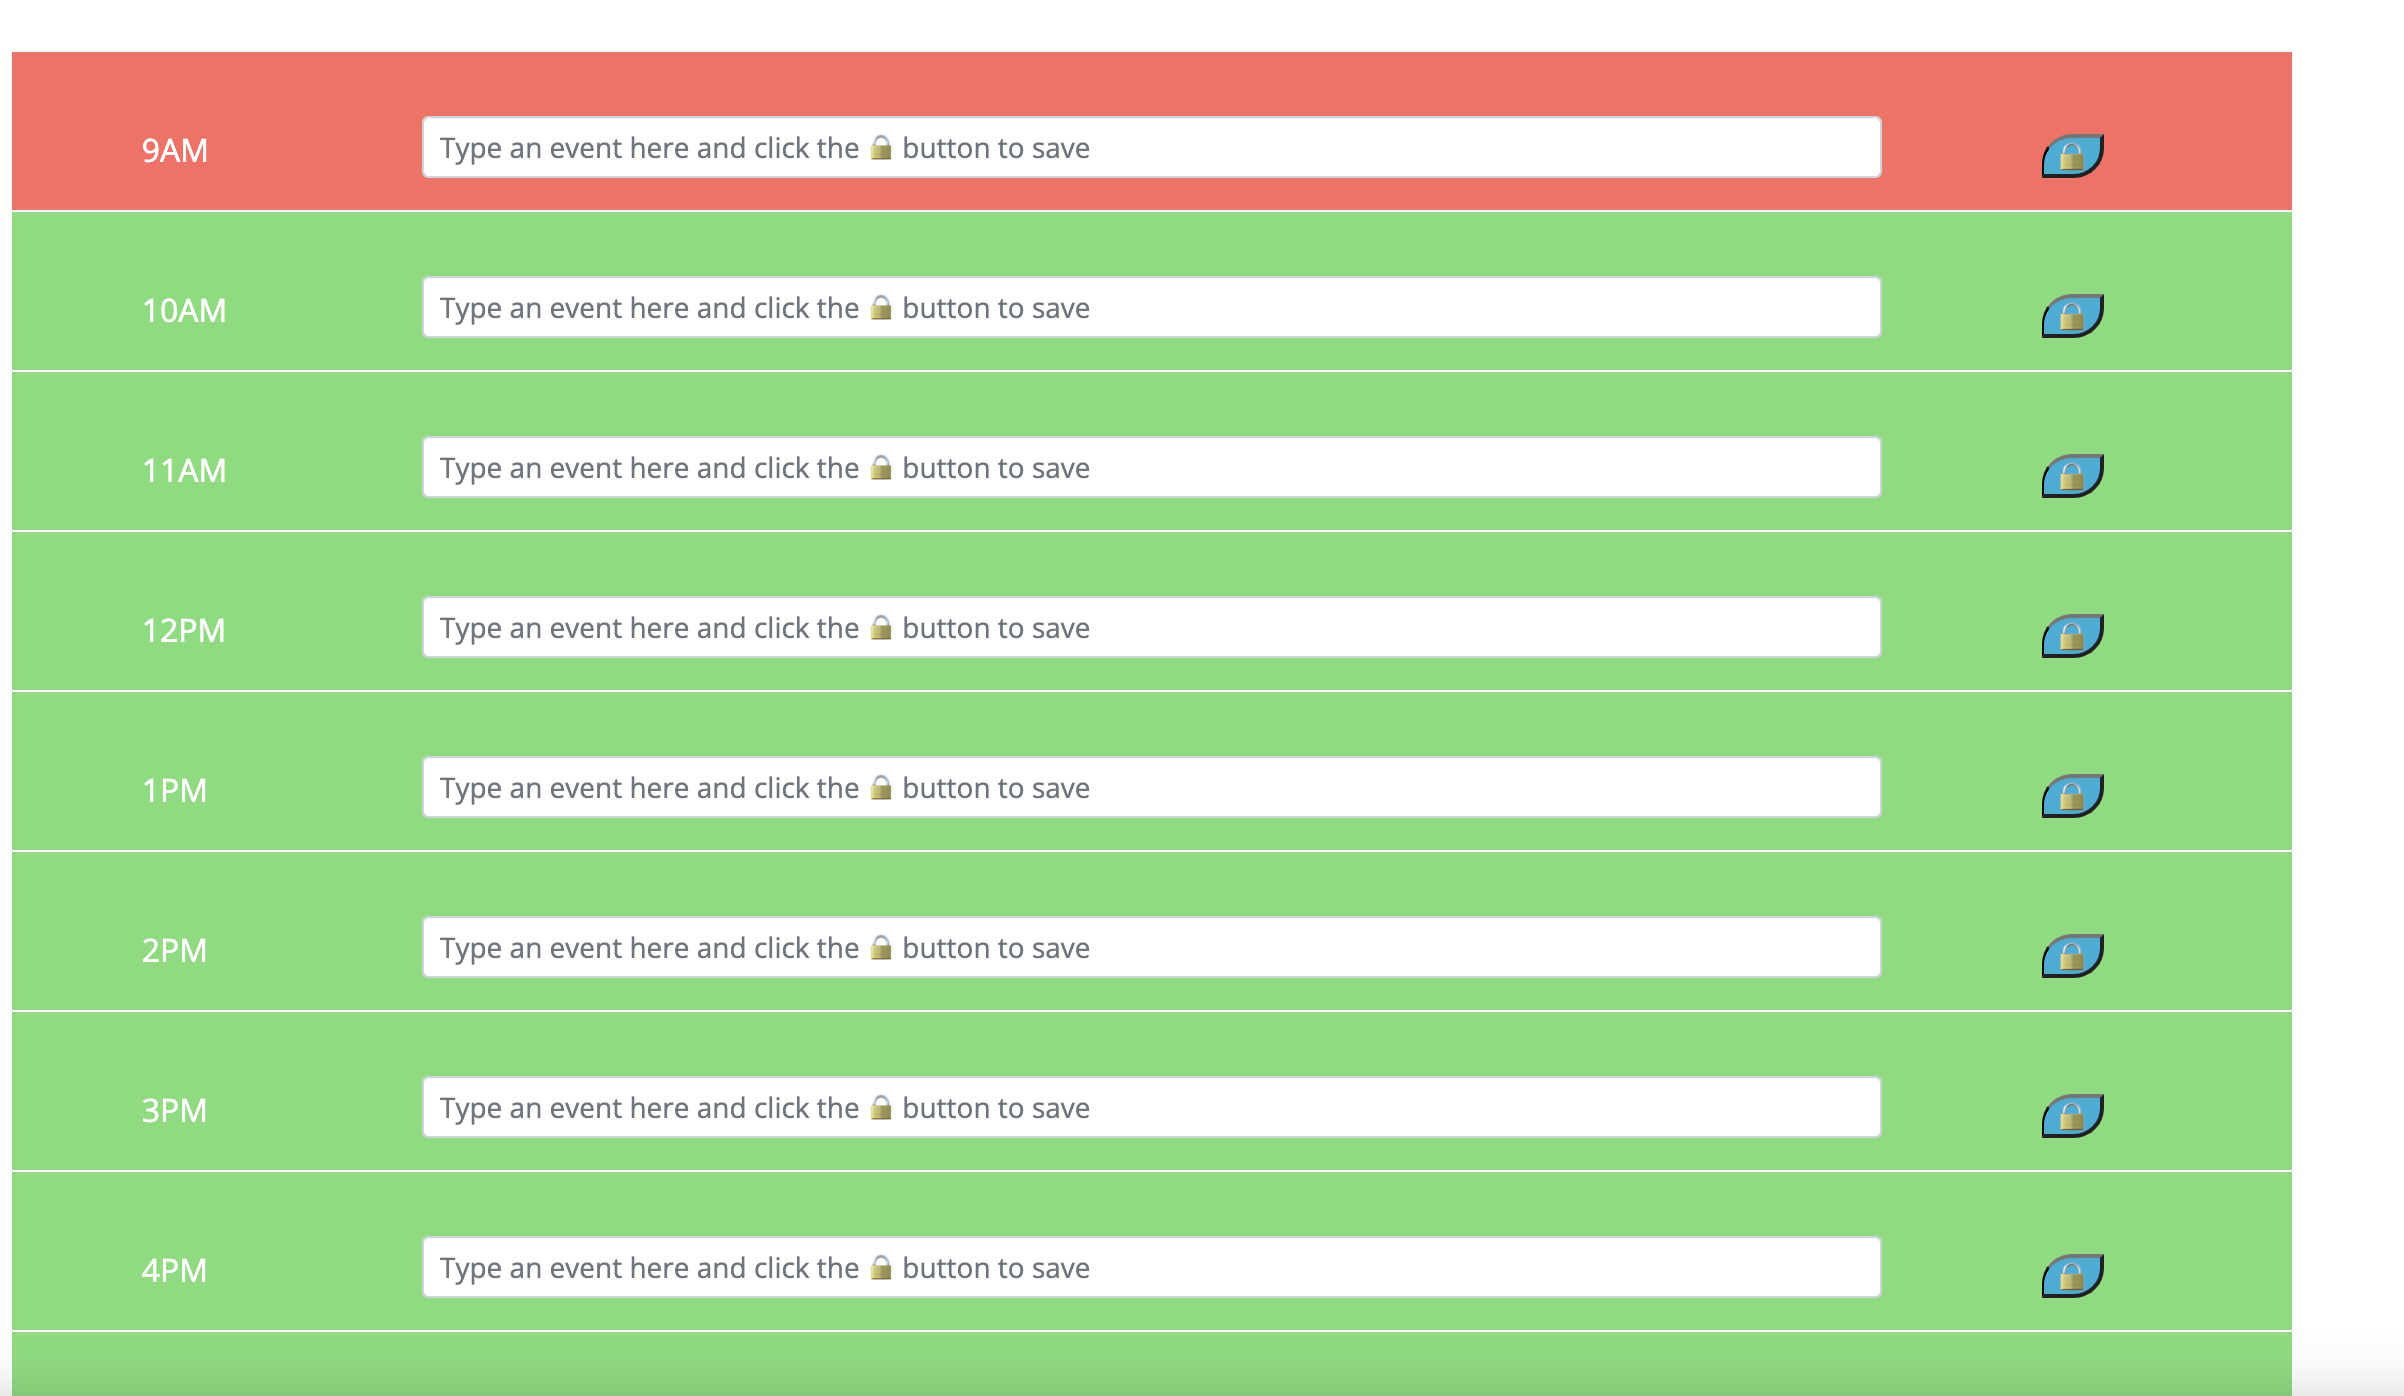 9AM
Type an event here and click the 🔒 button to save
10AM
Type an event here and click the 🔒 button to save
11AM
Type an event here and click the 🔒 button to save
12PM
Type an event here and click the 🔒 button to save
1PM
Type an event here and click the 🔒 button to save
2PM
Type an event here and click the 🔒 button to save
3PM
Type an event here and click the 🔒 button to save
4PM
Type an event here and click the 🔒 button to save